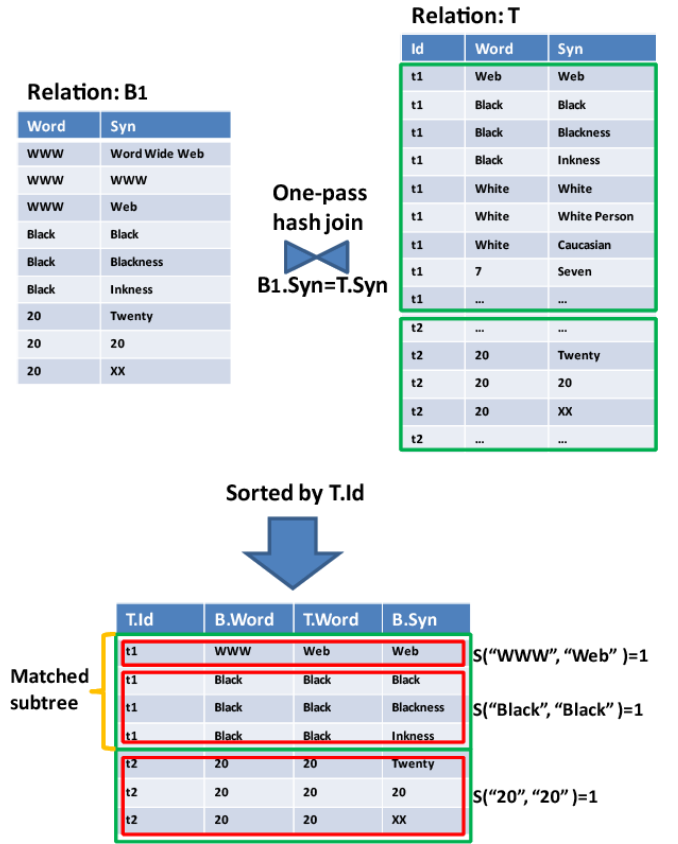 Relation: T
Id Word Syn
t1 Web Web
t1 Black Black
t1 Black Blackness
t1 Black Inkness
t1 White White
t1 White White Person
t1 White Caucasian
t1 7 Seven
t1 ... ...
t2 ... ...
t2 20 Twenty
t2 20 20
t2 20 XX
t2 ... ...
Relation: B1
Word Syn
WWW Word Wide Web
WWW WWW
WWW Web
Black Black
Black Blackness
Black Inkness
20 Twenty
20 20
20 XX
One-pass
hash join
B1.Syn=T.Syn
Sorted by T.Id
T.Id B.Word T.Word B.Syn
t1 WWW Web Web
t1 Black Black Black
t1 Black Black Blackness
t1 Black Black Inkness
t2 20 20 Twenty
t2 20 20 20
t2 20 20 XX
Matched
subtree
S("WWW", "Web" )=1
S("Black", "Black" )=1
S("20", "20" )=1